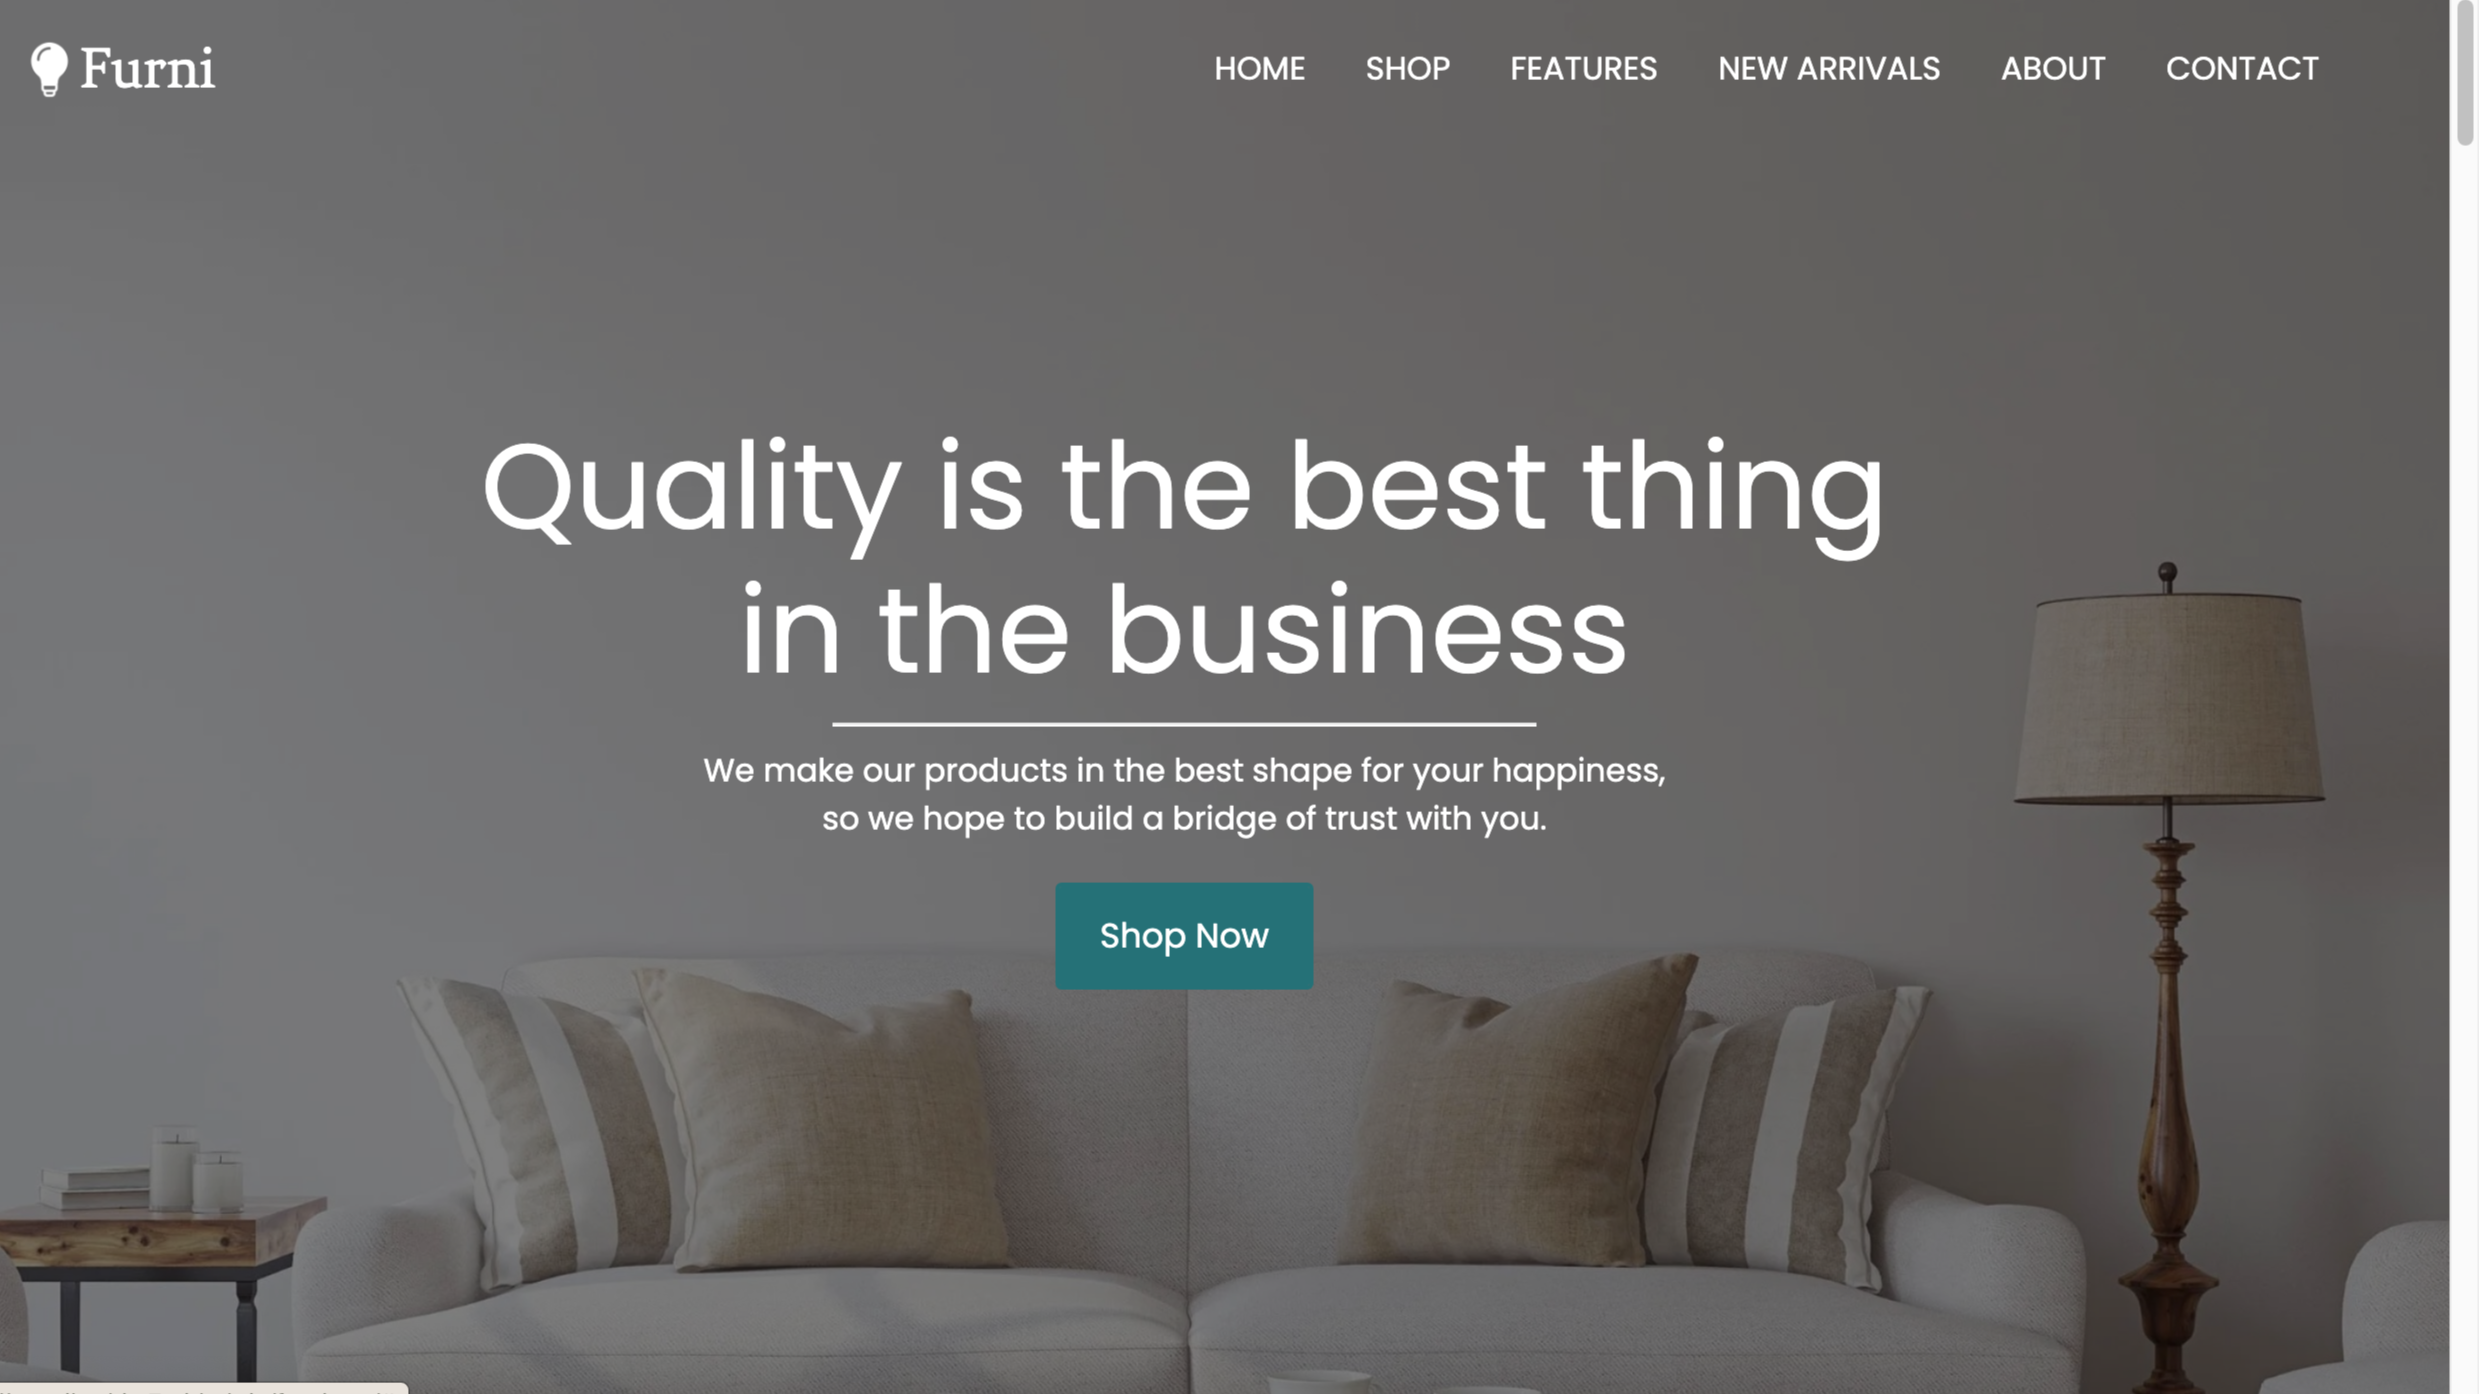 Furni
HOME SHOP FEATURES NEW ARRIVALS ABOUT CONTACT
Quality is the best thing
in the business
We make our products in the best shape for your happiness,
so we hope to build a bridge of trust with you.
Shop Now